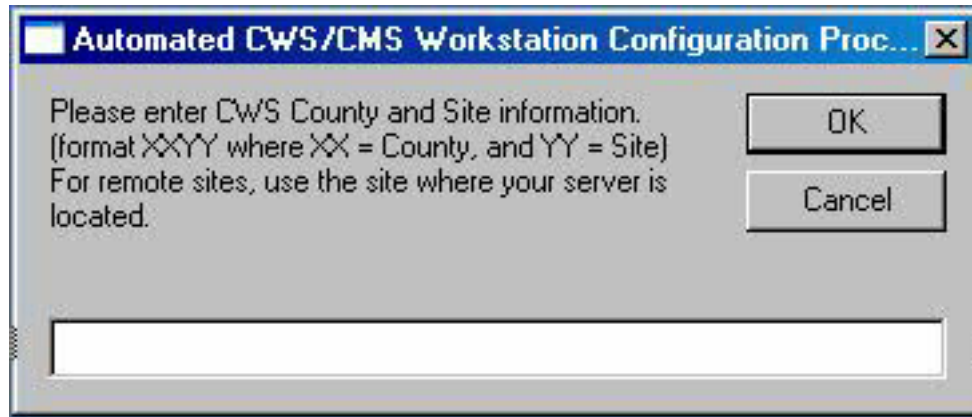 Automated CWS/CMS Workstation Configuration Proc...
Please enter CWS County and Site information.
(format XXYY where XX = County, and YY = Site)
For remote sites, use the site where your server is
located.
OK
Cancel